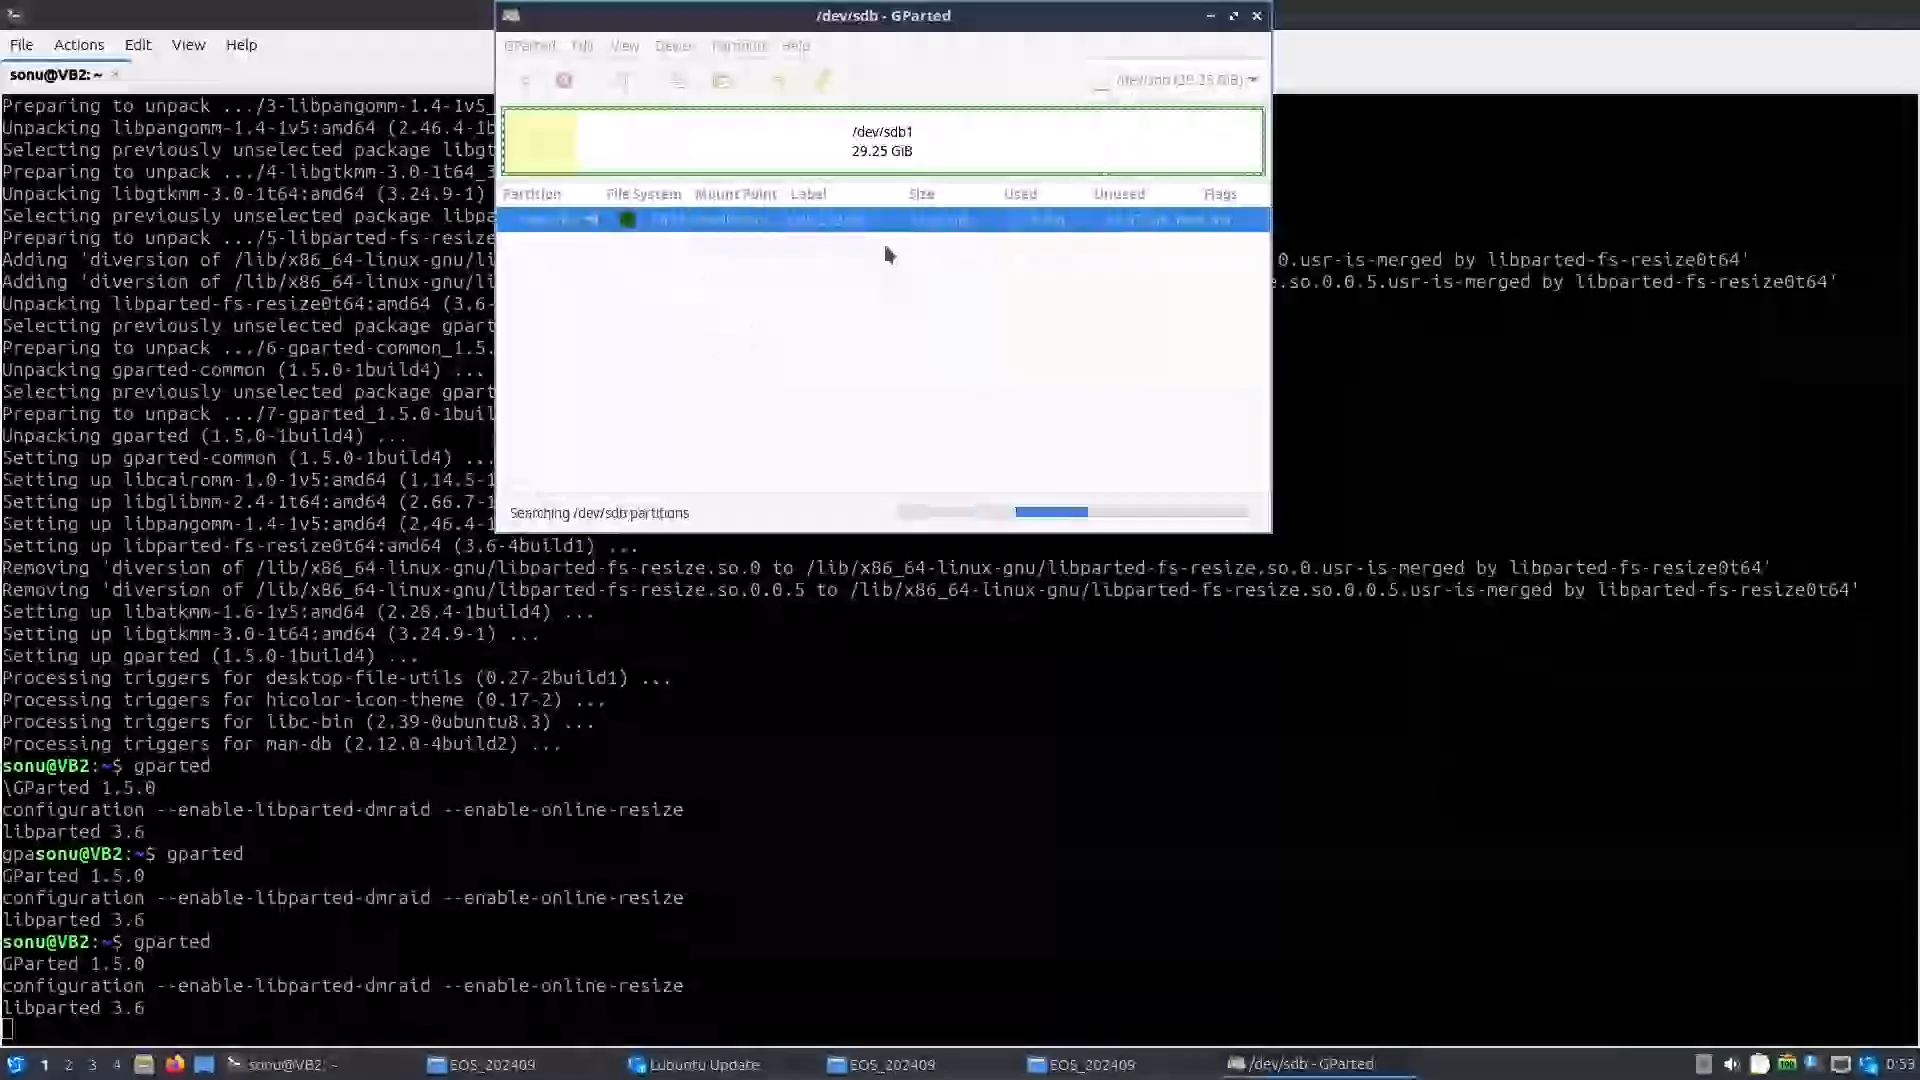 /dev/sdb - GParted
File Actions Edit View Help
GParted Edit View Device Partition Help
sonu@VB2: ~
/dev/sdb (29.25 GiB)
Preparing to unpack .../3-libpangomm-1.4-1v5_
Unpacking libpangomm-1.4-1v5:amd64 (2.46.4-1b
/dev/sdb1
Selecting previously unselected package libgt
29.25 GiB
Preparing to unpack .../4-libgtkmm-3.0-1t64_3
Unpacking libgtkmm-3.0-1t64:amd64 (3.24.9-1)
Partition File System Mount Point Label Size Used Unused Flags
Selecting previously unselected package libpa
Preparing to unpack .../5-libparted-fs-resize
Adding 'diversion of /lib/x86_64-linux-gnu/li 0.usr-is-merged by libparted-fs-resize0t64'
Adding 'diversion of /lib/x86_64-linux-gnu/li .so.0.0.5.usr-is-merged by libparted-fs-resize0t64'
Unpacking libparted-fs-resize0t64:amd64 (3.6-
Selecting previously unselected package gpart
Preparing to unpack .../6-gparted-common_1.5.
Unpacking gparted-common (1.5.0-1build4) ...
Selecting previously unselected package gpart
Preparing to unpack .../7-gparted_1.5.0-1buil
Unpacking gparted (1.5.0-1build4) ...
Setting up gparted-common (1.5.0-1build4) ...
Setting up libcairomm-1.0-1v5:amd64 (1.14.5-1
Setting up libglibmm-2.4-1t64:amd64 (2.66.7-1
Searching /dev/sdb partitions
Setting up libpangomm-1.4-1v5:amd64 (2.46.4-1
Setting up libparted-fs-resize0t64:amd64 (3.6-4build1) ...
Removing 'diversion of /lib/x86_64-linux-gnu/libparted-fs-resize.so.0 to /lib/x86_64-linux-gnu/libparted-fs-resize.so.0.usr-is-merged by libparted-fs-resize0t64'
Removing 'diversion of /lib/x86_64-linux-gnu/libparted-fs-resize.so.0.0.5 to /lib/x86_64-linux-gnu/libparted-fs-resize.so.0.0.5.usr-is-merged by libparted-fs-resize0t64'
Setting up libatkmm-1.6-1v5:amd64 (2.28.4-1build4) ...
Setting up libgtkmm-3.0-1t64:amd64 (3.24.9-1) ...
Setting up gparted (1.5.0-1build4) ...
Processing triggers for desktop-file-utils (0.27-2build1) ...
Processing triggers for hicolor-icon-theme (0.17-2) ...
Processing triggers for libc-bin (2.39-0ubuntu8.3) ...
Processing triggers for man-db (2.12.0-4build2) ...
sonu@VB2:~$ gparted
\GParted 1.5.0
configuration --enable-libparted-dmraid --enable-online-resize
libparted 3.6
gpasonu@VB2:~$ gparted
GParted 1.5.0
configuration --enable-libparted-dmraid --enable-online-resize
libparted 3.6
sonu@VB2:~$ gparted
GParted 1.5.0
configuration --enable-libparted-dmraid --enable-online-resize
libparted 3.6
1 2 3 4 sonu@VB2: ~ EOS_202409 Lubuntu Update EOS_202409 EOS_202409 /dev/sdb - GParted 0:53